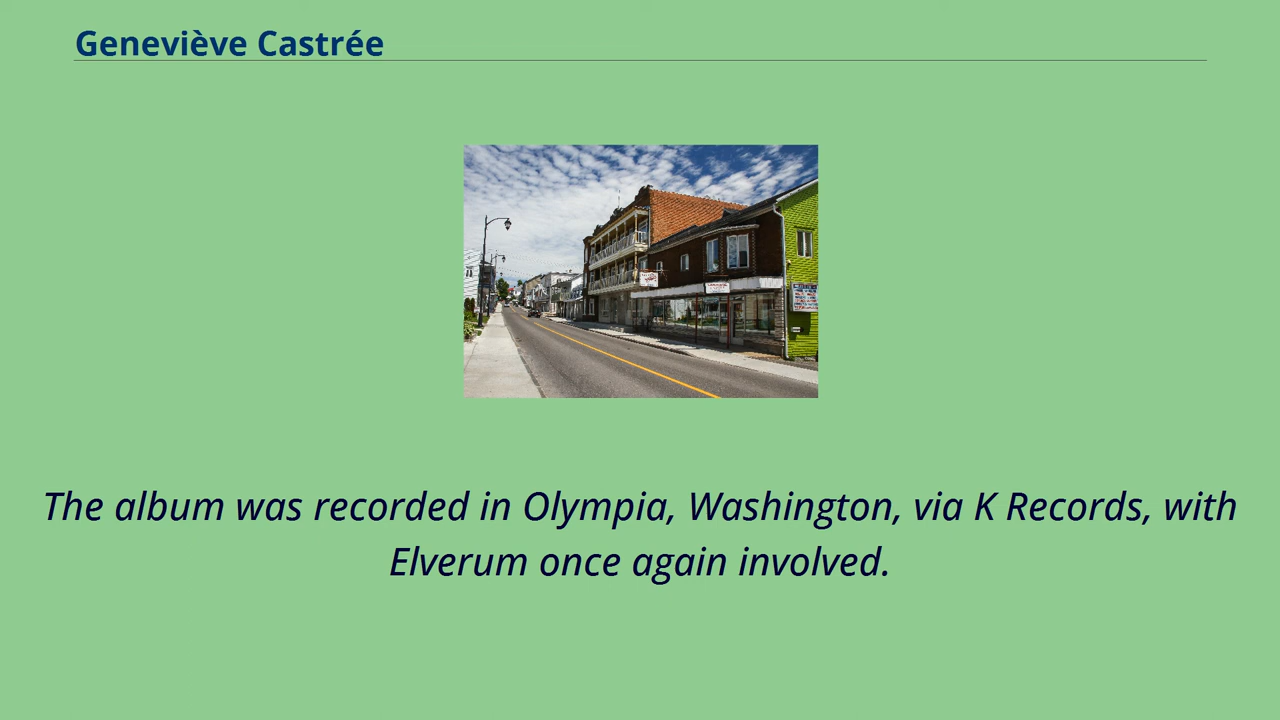 Geneviève Castrée
The album was recorded in Olympia, Washington, via K Records, with
Elverum once again involved.